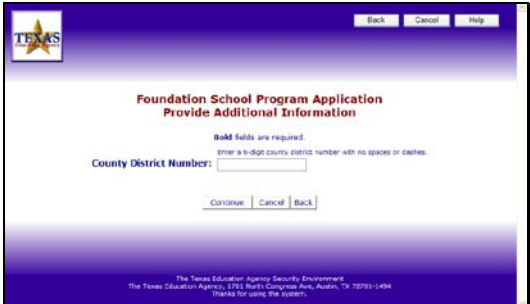 Back Cancel Help
TEXAS
Education Agency
Foundation School Program Application
Provide Additional Information
Bold fields are required.
Enter a 6-digit county district number with no spaces or dashes.
County District Number:
Continue Cancel Back
The Texas Education Agency Security Environment
The Texas Education Agency, 1701 North Congress Ave, Austin, TX 78701-1494
Thanks for using the system.